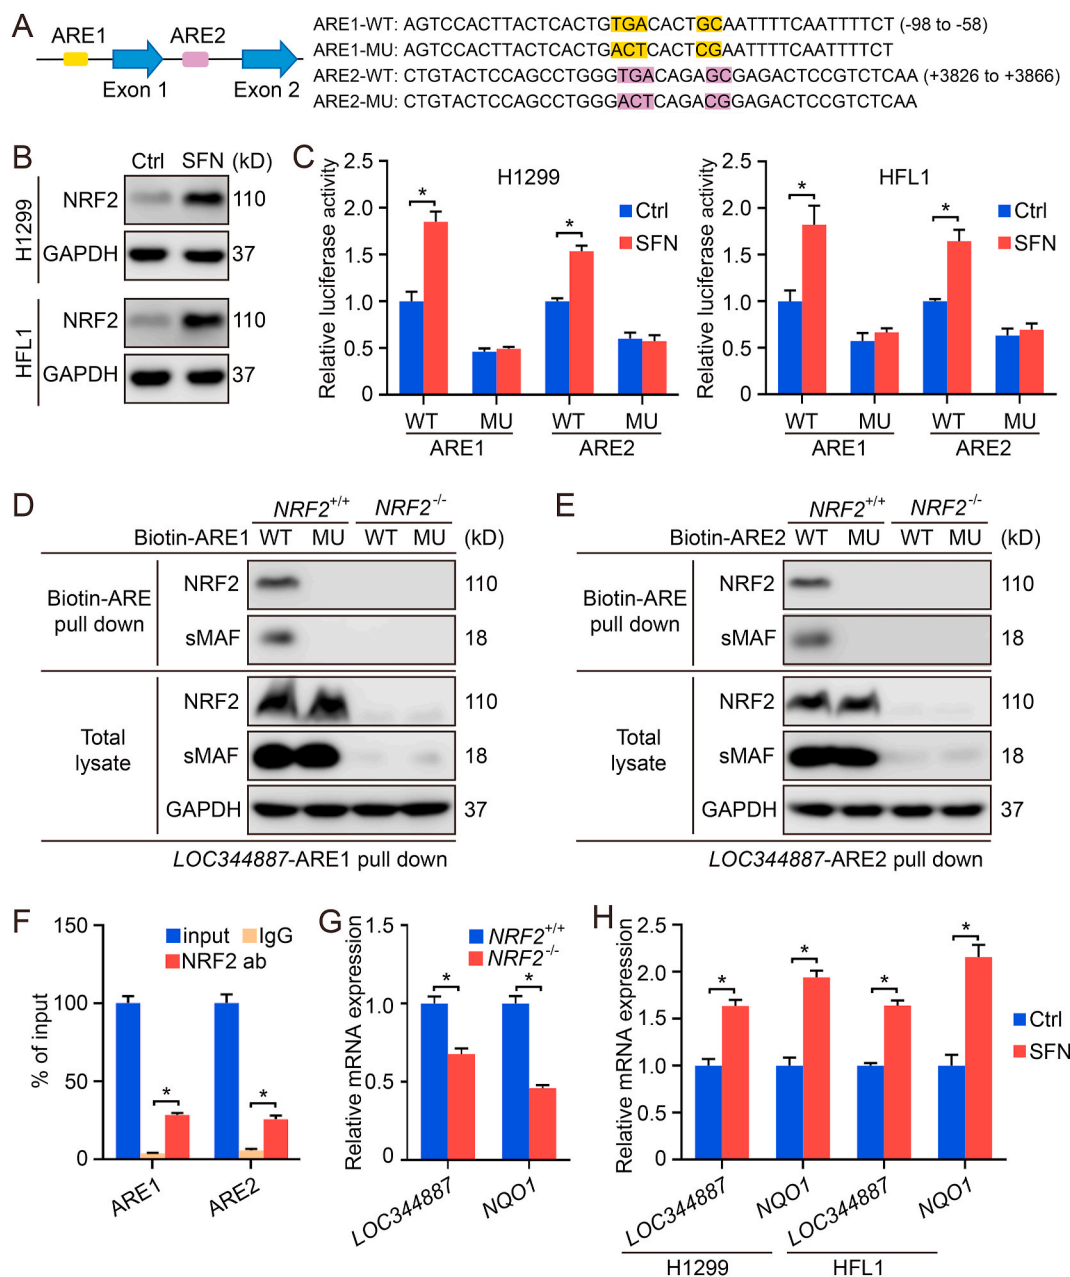 A
ARE1 ARE2
Exon 1 Exon 2
ARE1-WT: AGTCCACTTACTCACTGTGACACTGCAATTTTCAATTTTCT (-98 to -58)
ARE1-MU: AGTCCACTTACTCACTGACTCACTCGAATTTTCAATTTTCT
ARE2-WT: CTGTACTCCAGCCTGGGTGACAGAGCGAGACTCCGTCTCAA (+3826 to +3866)
ARE2-MU: CTGTACTCCAGCCTGGGACTCAGACGGAGACTCCGTCTCAA
B
Ctrl SFN (kD)
H1299
NRF2 110
GAPDH 37
HFL1
NRF2 110
GAPDH 37
C
H1299
Relative luciferase activity
2.5
2.0
1.5
1.0
0.5
0
* *
Ctrl
SFN
WT MU WT MU
ARE1 ARE2
HFL1
Relative luciferase activity
2.5
2.0
1.5
1.0
0.5
0
* *
Ctrl
SFN
WT MU WT MU
ARE1 ARE2
D
NRF2+/+ NRF2-/-
Biotin-ARE1 WT MU WT MU (kD)
Biotin-ARE pull down
NRF2 110
sMAF 18
Total lysate
NRF2 110
sMAF 18
GAPDH 37
LOC344887-ARE1 pull down
E
NRF2+/+ NRF2-/-
Biotin-ARE2 WT MU WT MU (kD)
Biotin-ARE pull down
NRF2 110
sMAF 18
Total lysate
NRF2 110
sMAF 18
GAPDH 37
LOC344887-ARE2 pull down
F
% of input
150
100
50
0
input IgG
NRF2 ab
* *
ARE1 ARE2
G
Relative mRNA expression
1.5
1.0
0.5
0
NRF2+/+
NRF2-/-
* *
LOC344887 NQO1
H
Relative mRNA expression
2.5
2.0
1.5
1.0
0.5
0
* * * *
Ctrl
SFN
LOC344887 NQO1 LOC344887 NQO1
H1299 HFL1